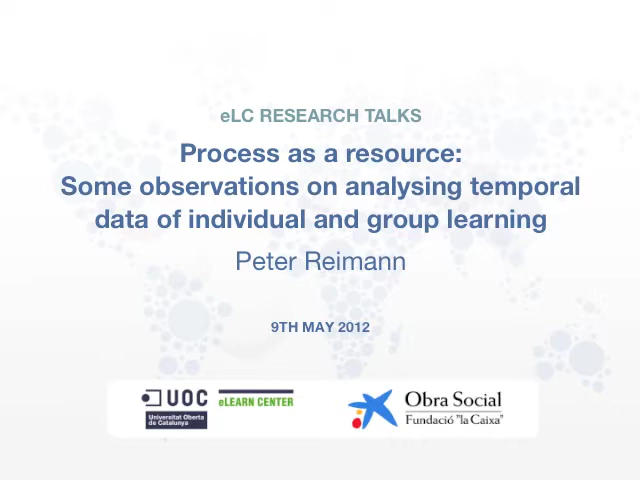 eLC RESEARCH TALKS
Process as a resource:
Some observations on analysing temporal
data of individual and group learning
Peter Reimann
9TH MAY 2012
UOC
eLEARN CENTER
Universitat Oberta
de Catalunya
Obra Social
Fundació "la Caixa"